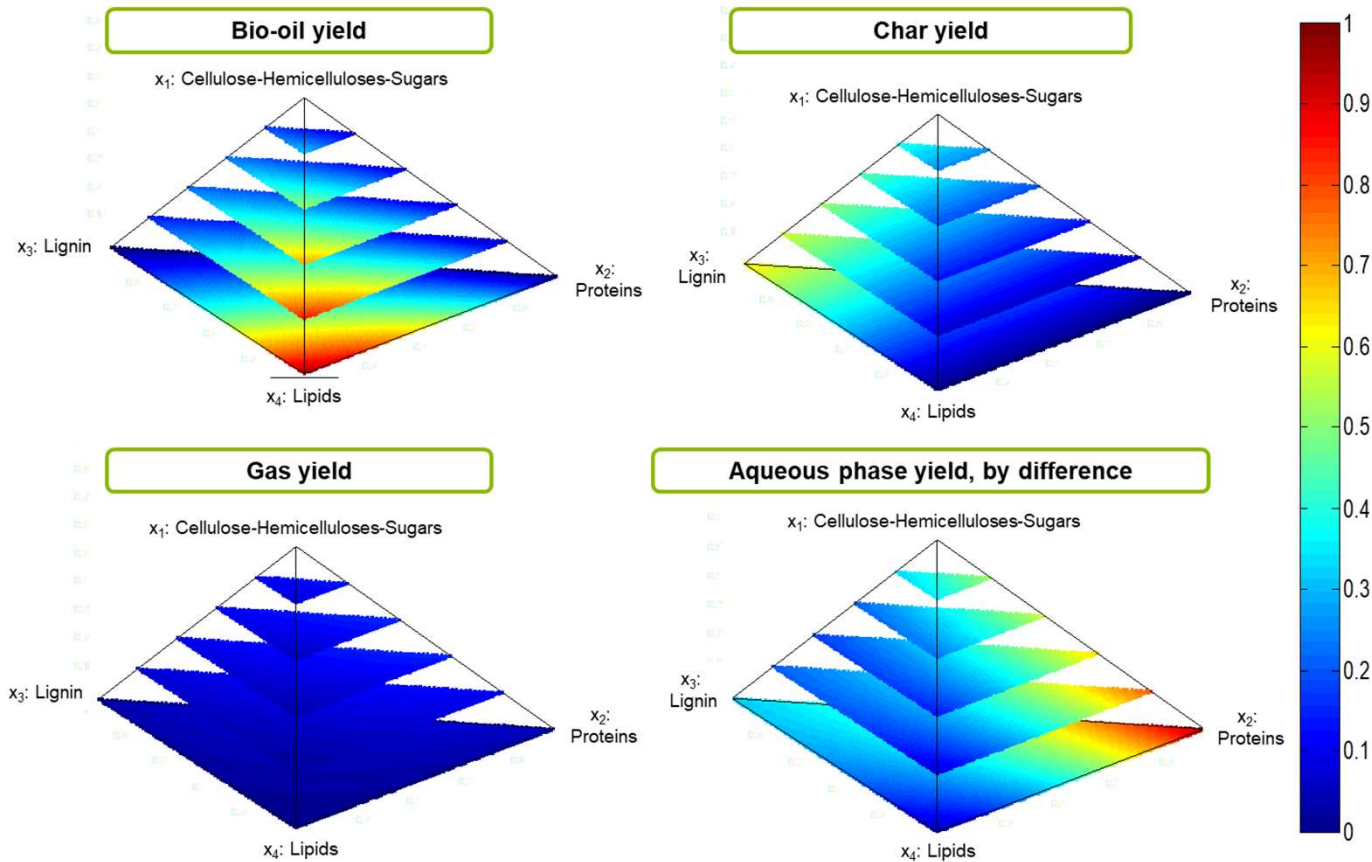 Bio-oil yield
x₁: Cellulose-Hemicelluloses-Sugars
x₃: Lignin
x₂:
Proteins
x₄: Lipids
Char yield
x₁: Cellulose-Hemicelluloses-Sugars
x₃:
Lignin
x₂:
Proteins
x₄: Lipids
Gas yield
x₁: Cellulose-Hemicelluloses-Sugars
x₃: Lignin
x₂:
Proteins
x₄: Lipids
Aqueous phase yield, by difference
x₁: Cellulose-Hemicelluloses-Sugars
x₃:
Lignin
x₂:
Proteins
x₄: Lipids
1
0.9
0.8
0.7
0.6
0.5
0.4
0.3
0.2
0.1
0